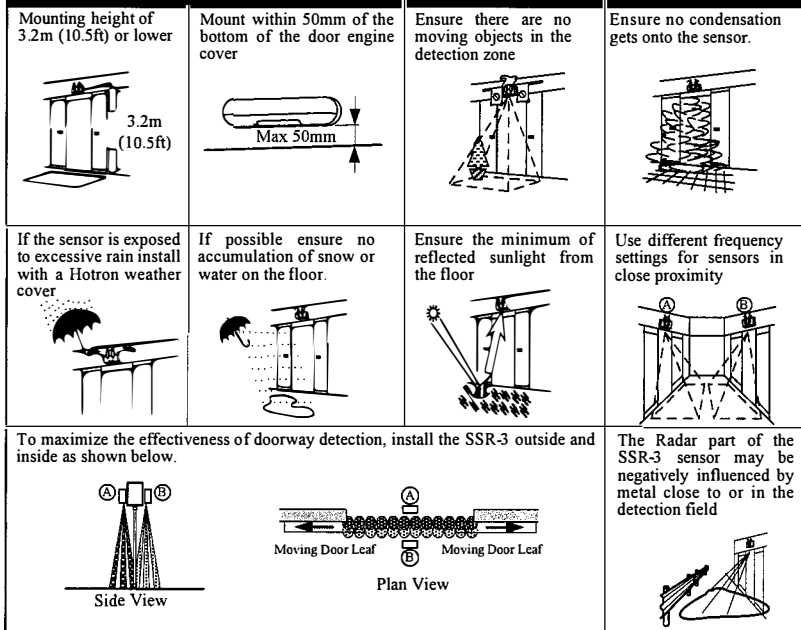 Mounting height of
3.2m (10.5ft) or lower
3.2m
(10.5ft)
Mount within 50mm of the
bottom of the door engine
cover
Max 50mm
Ensure there are no
moving objects in the
detection zone
Ensure no condensation
gets onto the sensor.
If the sensor is exposed
to excessive rain install
with a Hotron weather
cover
If possible ensure no
accumulation of snow or
water on the floor.
Ensure the minimum of
reflected sunlight from
the floor
Use different frequency
settings for sensors in
close proximity
A
B
To maximize the effectiveness of doorway detection, install the SSR-3 outside and
inside as shown below.
A
B
Side View
A
Moving Door Leaf
B
Moving Door Leaf
Plan View
The Radar part of the
SSR-3 sensor may be
negatively influenced by
metal close to or in the
detection field